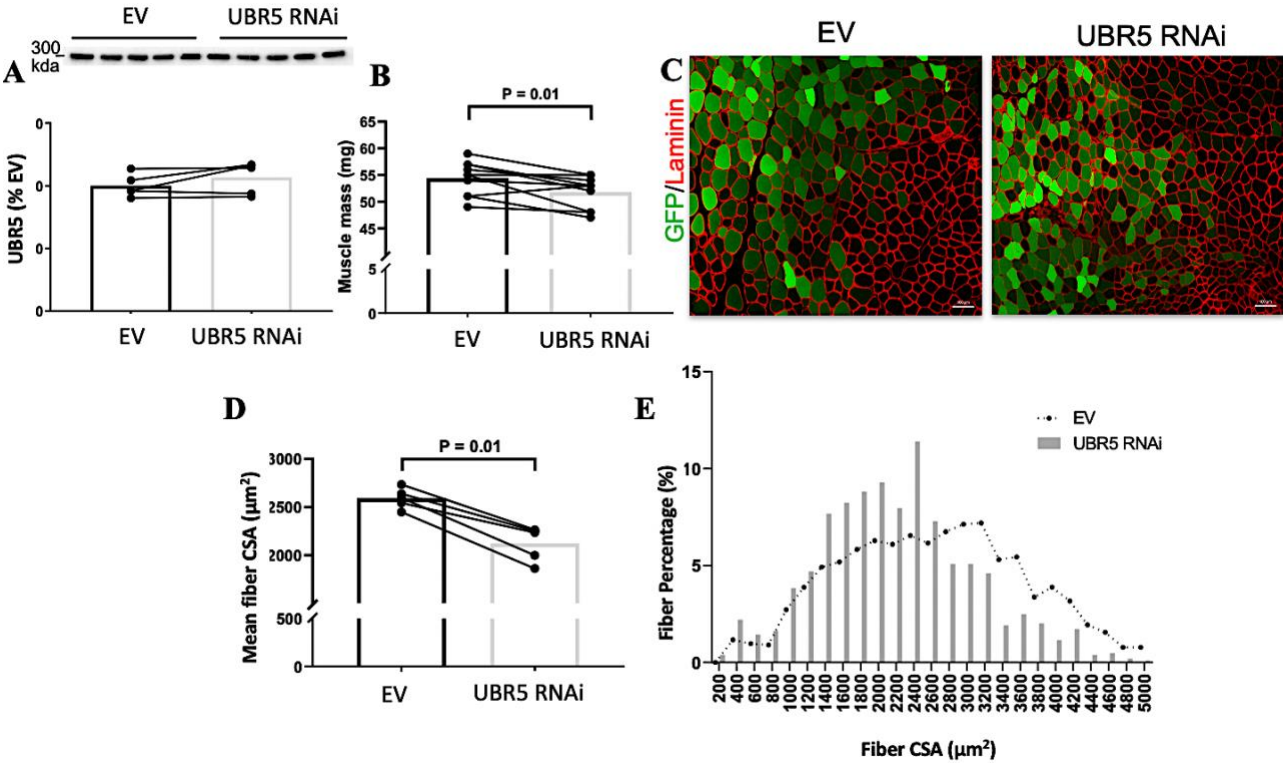 EV UBR5 RNAi
300
kda
A
UBR5 (% EV)
0
0
0
0
EV UBR5 RNAi
B
P = 0.01
Muscle mass (mg)
65
60
55
50
45
5
0
EV UBR5 RNAi
C
EV UBR5 RNAi
GFP/Laminin
D
P = 0.01
Mean fiber CSA (µm²)
3000
2500
2000
500
0
EV UBR5 RNAi
E
Fiber Percentage (%)
15
10
5
0
EV
UBR5 RNAi
200 400 600 800 1000 1200 1400 1600 1800 2000 2200 2400 2600 2800 3000 3200 3400 3600 3800 4000 4200 4400 4600 4800 5000
Fiber CSA (µm²)